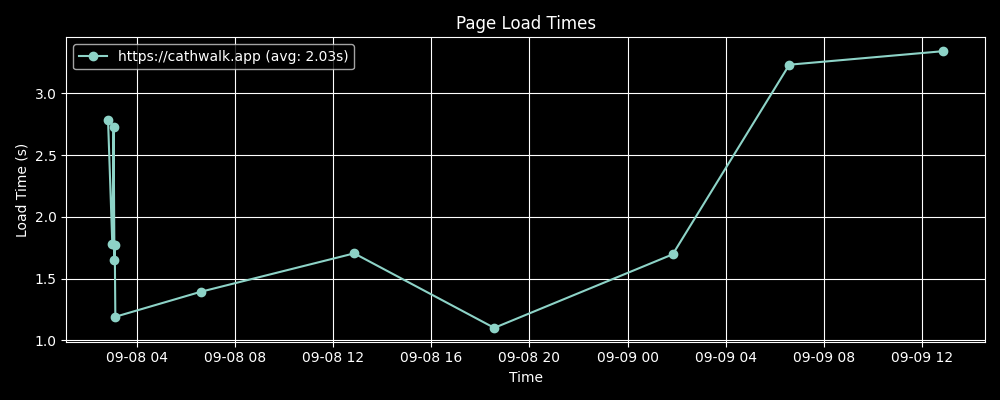 Page Load Times
https://cathwalk.app (avg: 2.03s)
3.0
2.5
2.0
1.5
1.0
Load Time (s)
09-08 04 09-08 08 09-08 12 09-08 16 09-08 20 09-09 00 09-09 04 09-09 08 09-09 12
Time